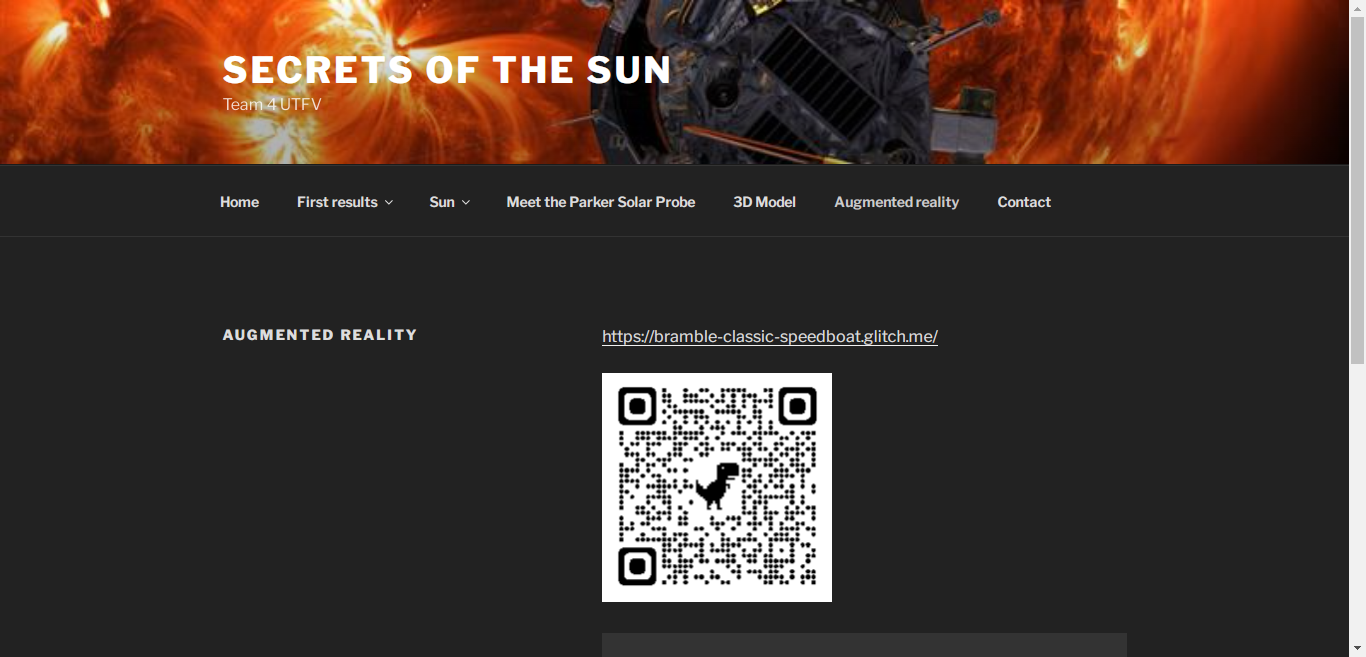 SECRETS OF THE SUN
Team 4 UTFV
Home First results Sun Meet the Parker Solar Probe 3D Model Augmented reality Contact
AUGMENTED REALITY
https://bramble-classic-speedboat.glitch.me/